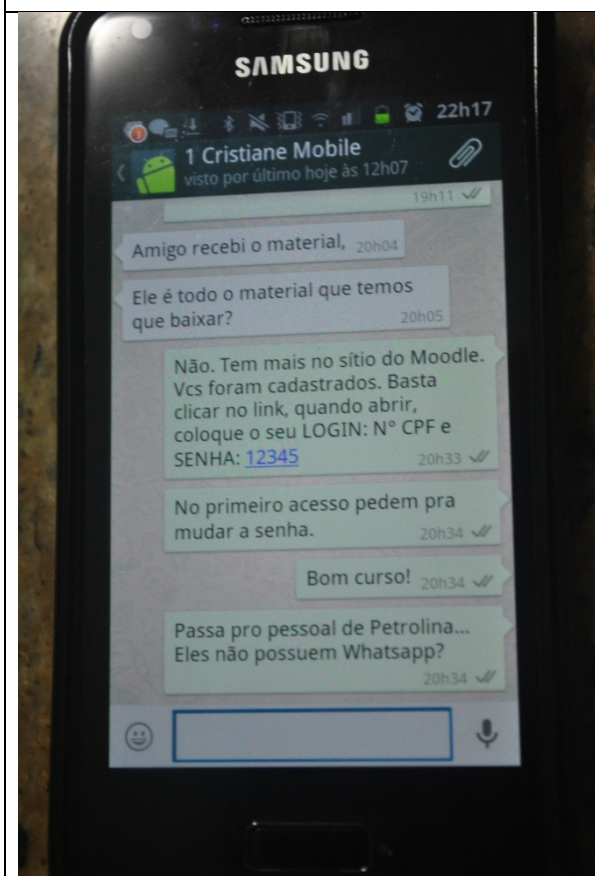 SAMSUNG
22h17
1 Cristiane Mobile
visto por último hoje às 12h07
19h11
Amigo recebi o material, 20h04
Ele é todo o material que temos
que baixar? 20h05
Não. Tem mais no sítio do Moodle.
Vcs foram cadastrados. Basta
clicar no link, quando abrir,
coloque o seu LOGIN: N° CPF e
SENHA: 12345 20h33
No primeiro acesso pedem pra
mudar a senha. 20h34
Bom curso! 20h34
Passa pro pessoal de Petrolina...
Eles não possuem Whatsapp?
20h34